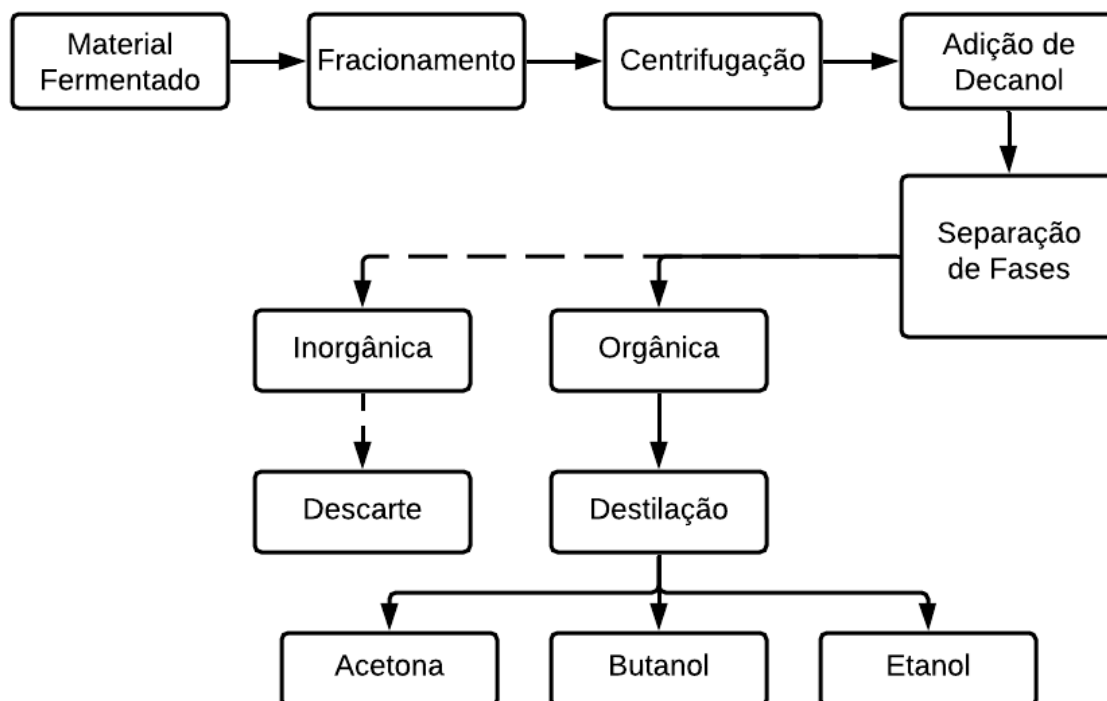 Material
Fermentado
Fracionamento
Centrifugação
Adição de
Decanol
Separação
de Fases
Inorgânica
Orgânica
Descarte
Destilação
Acetona
Butanol
Etanol